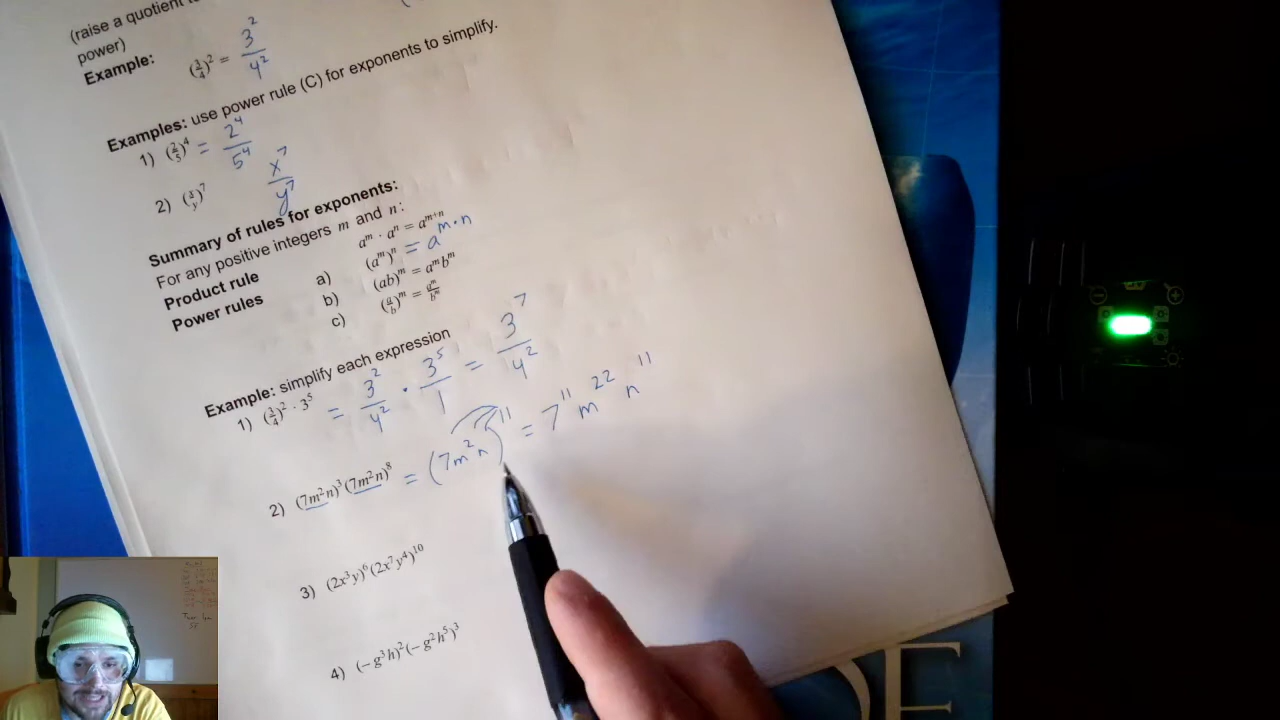 (raise a quotient
power)
Example: (3/4)² = 3²/4²
Examples: use power rule (C) for exponents to simplify.
1) (2/5)⁴ = 2⁴/5⁴
2) (x/y)⁷ x⁷/y⁷
Summary of rules for exponents:
For any positive integers m and n:
Product rule aᵐ · aⁿ = aᵐ⁺ⁿ
Power rules a) (aᵐ)ⁿ = a^(m·n)
b) (ab)ᵐ = aᵐbᵐ
c) (a/b)ᵐ = aᵐ/bᵐ
Example: simplify each expression
1) (3/4)² · 3⁵ = 3²/4² · 3⁵/1 = 3⁷/4²
2) (7m²n)³(7m²n)⁸ = (7m²n)¹¹ = 7¹¹ m²² n¹¹
3) (2x³y)⁶(2x⁷y⁴)¹⁰
4) (−g³h)²(−g²h⁵)³